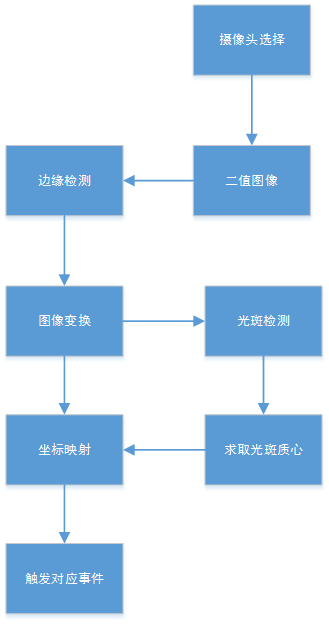 摄像头选择
二值图像
边缘检测
图像变换
光斑检测
坐标映射
求取光斑质心
触发对应事件